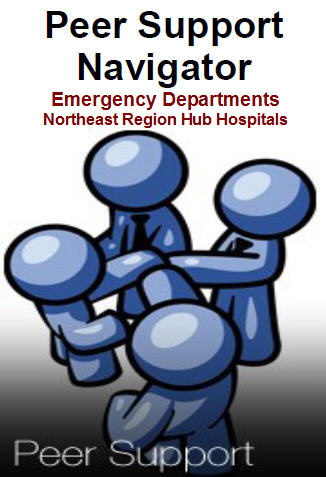 Peer Support
Navigator
Emergency Departments
Northeast Region Hub Hospitals
Peer Support